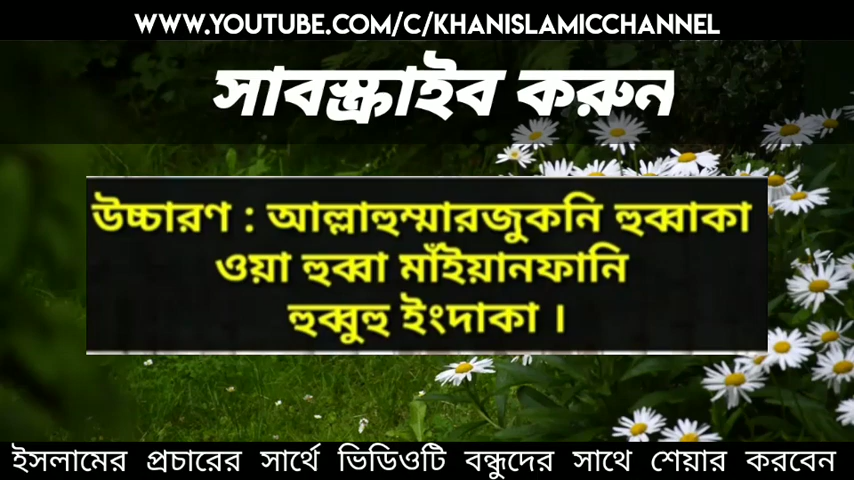 WWW.YOUTUBE.COM/C/KHANISLAMICCHANNEL
সাবস্ক্রাইব করুন
উচ্চারণ : আল্লাহুম্মারজুকনি হুব্বাকা
ওয়া হুব্বা মাঁইয়ানফানি
হুব্বুহু ইংদাকা ।
ইসলামের প্রচারের সার্থে ভিডিওটি বন্ধুদের সাথে শেয়ার করবেন